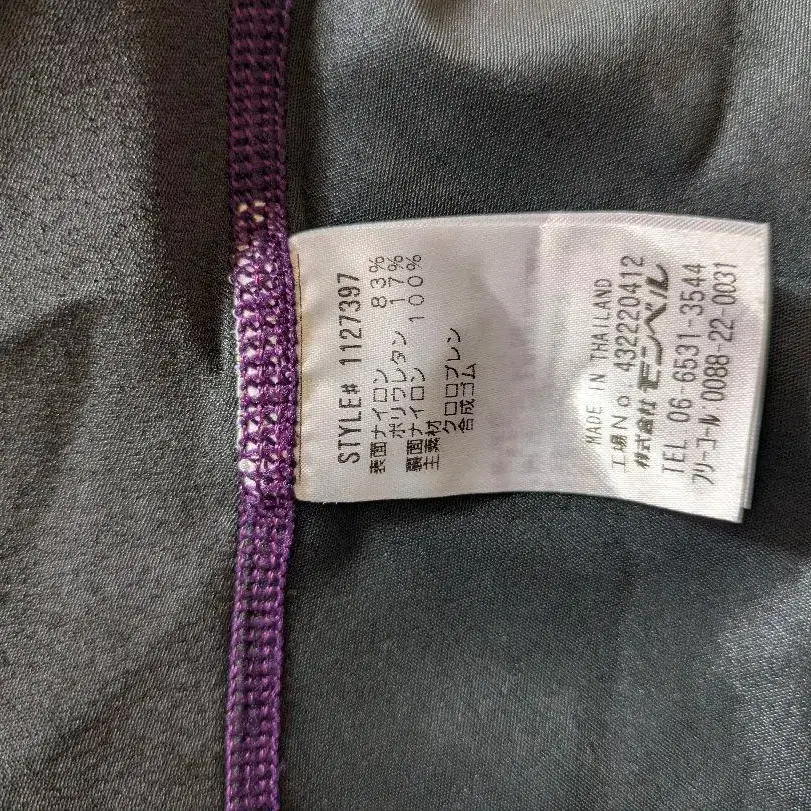 STYLE# 1127397
表面ナイロン 83%
ポリウレタン 17%
裏面ナイロン 100%
主素材
クロロプレン
合成ゴム
MADE IN THAILAND
工場No.432220412
株式会社モンベル
TEL 06-6531-3544
フリーコール 0088-22-0031